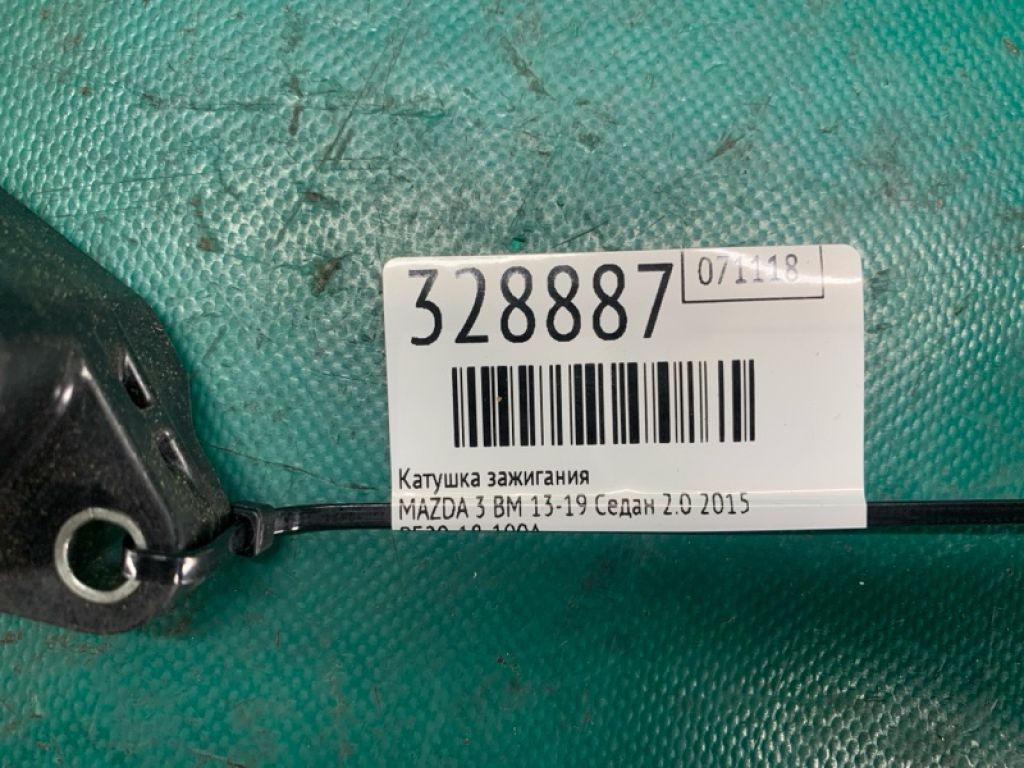 328887
071118
Катушка зажигания
MAZDA 3 BM 13-19 Седан 2.0 2015